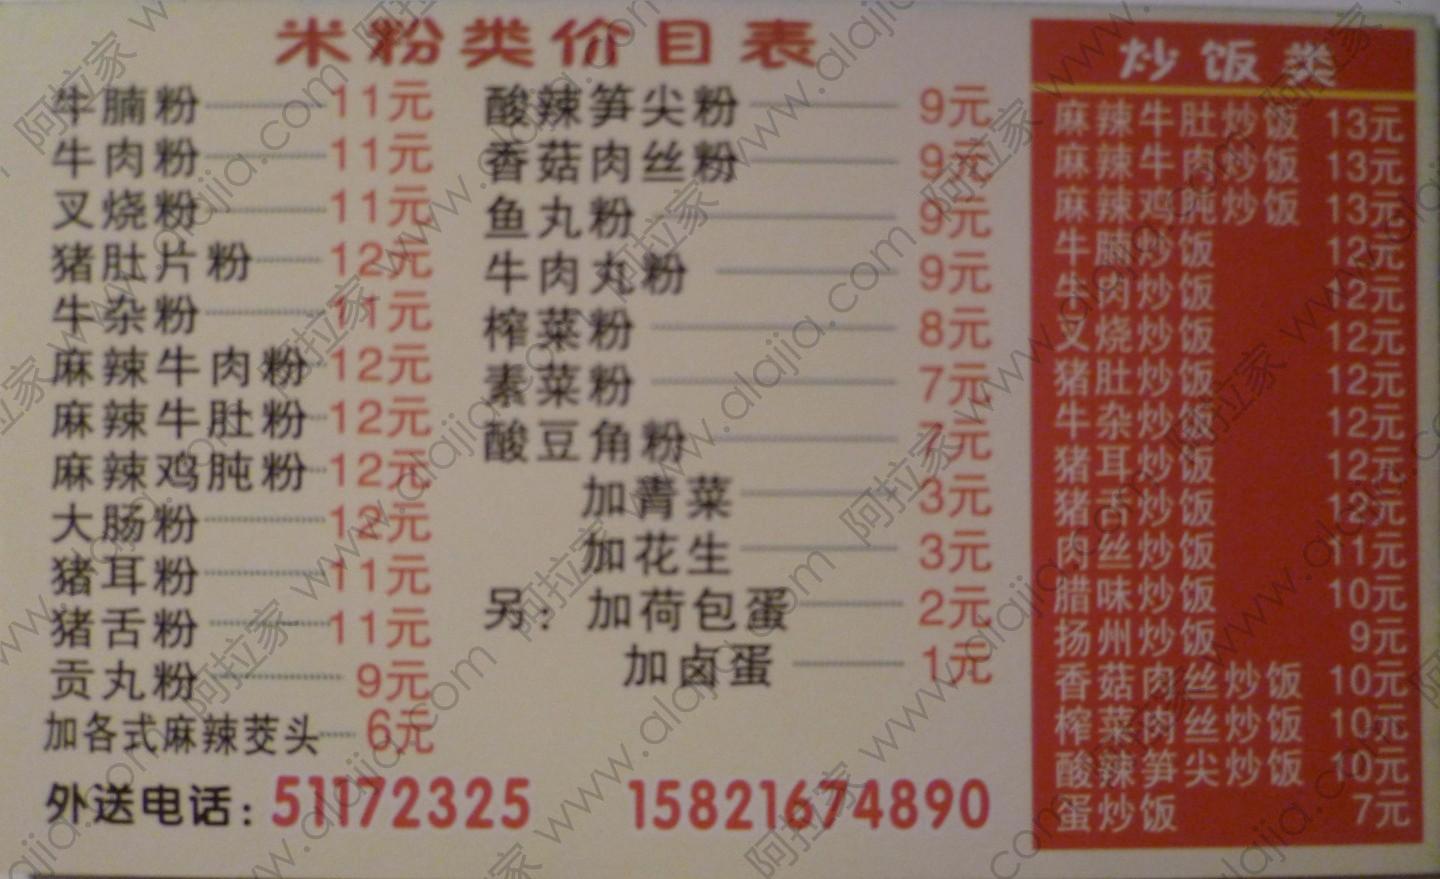 米粉类价目表
牛腩粉 11元
牛肉粉 11元
叉烧粉 11元
猪肚片粉 12元
牛杂粉 11元
麻辣牛肉粉 12元
麻辣牛肚粉 12元
麻辣鸡肫粉 12元
大肠粉 12元
猪耳粉 11元
猪舌粉 11元
贡丸粉 9元
加各式麻辣茭头 6元
酸辣笋尖粉 9元
香菇肉丝粉 9元
鱼丸粉 9元
牛肉丸粉 9元
榨菜粉 8元
素菜粉 7元
酸豆角粉 7元
加青菜 3元
加花生 3元
另：加荷包蛋 2元
加卤蛋 1元
外送电话：51172325 15821674890
炒饭类
麻辣牛肚炒饭 13元
麻辣牛肉炒饭 13元
麻辣鸡肫炒饭 13元
牛腩炒饭 12元
牛肉炒饭 12元
叉烧炒饭 12元
猪肚炒饭 12元
牛杂炒饭 12元
猪耳炒饭 12元
猪舌炒饭 12元
肉丝炒饭 11元
腊味炒饭 10元
扬州炒饭 9元
香菇肉丝炒饭 10元
榨菜肉丝炒饭 10元
酸辣笋尖炒饭 10元
蛋炒饭 7元
阿拉家 www.alajia.com